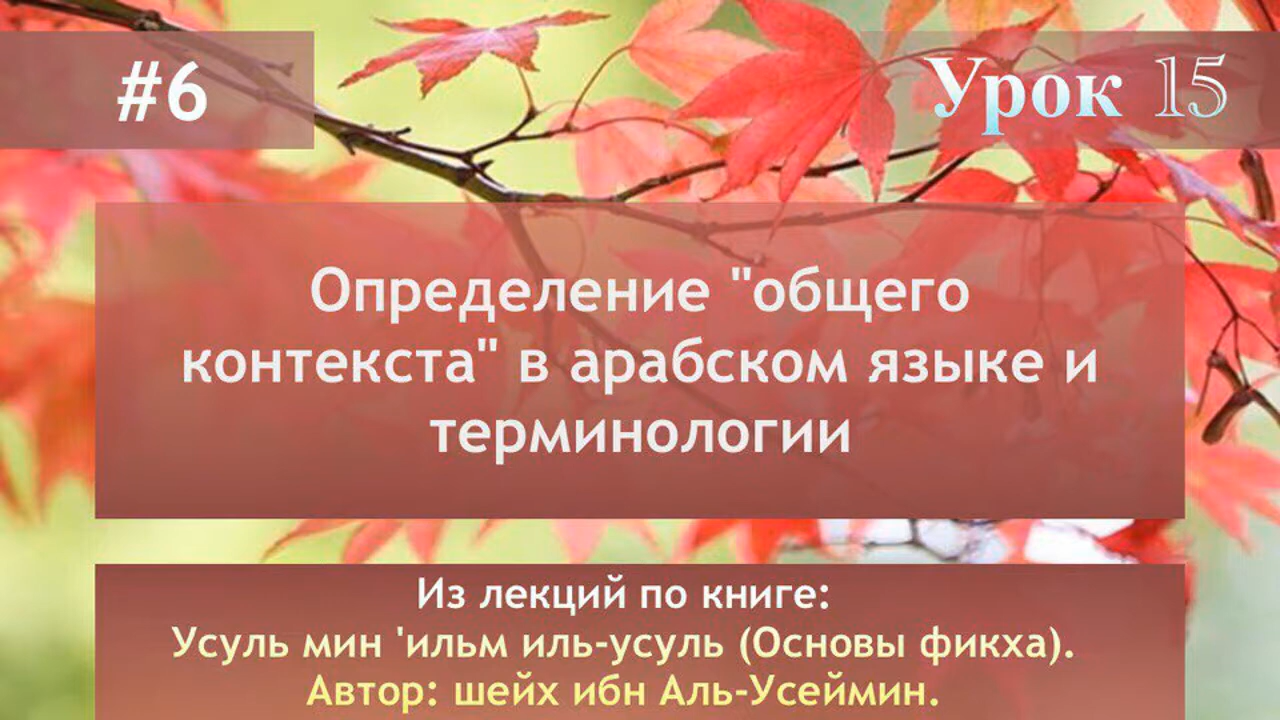 #6
Урок 15
Определение "общего
контекста" в арабском языке и
терминологии
Из лекций по книге:
Усуль мин 'ильм иль-усуль (Основы фикха).
Автор: шейх ибн Аль-Усеймин.